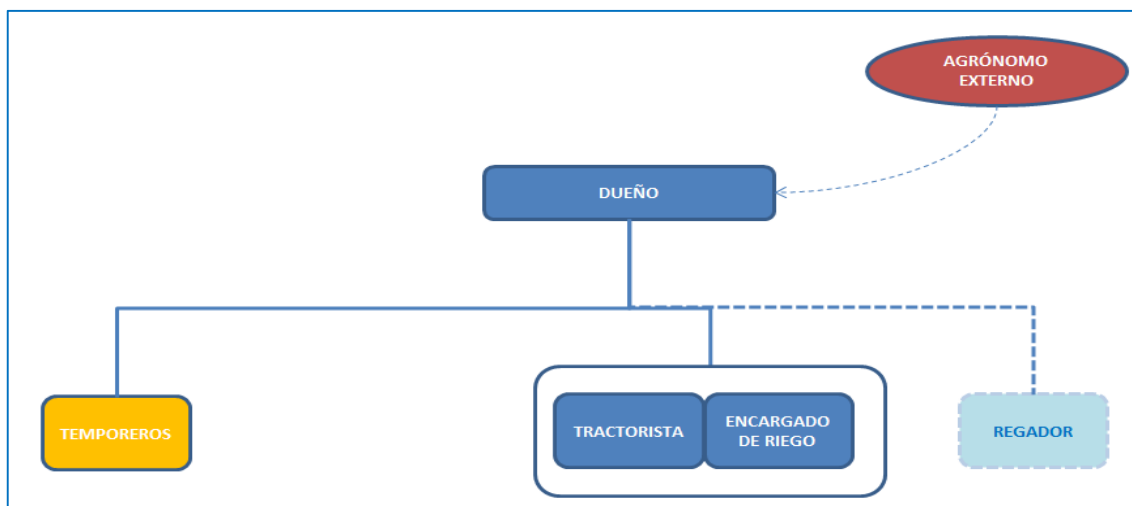 AGRÓNOMO
EXTERNO
DUEÑO
TEMPOREROS
TRACTORISTA
ENCARGADO
DE RIEGO
REGADOR